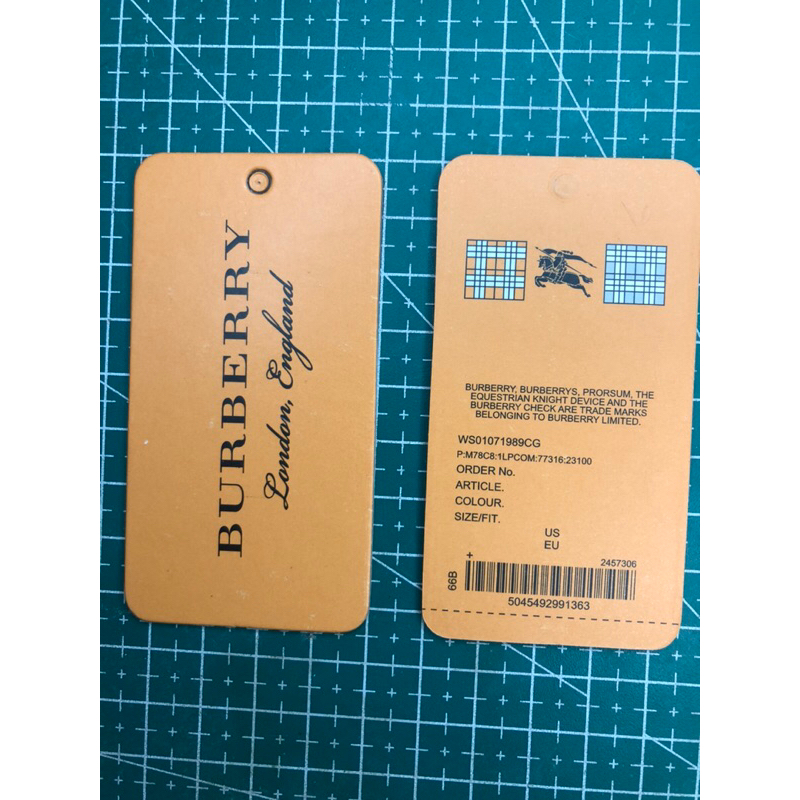 BURBERRY
London, England
BURBERRY, BURBERRYS, PRORSUM, THE
EQUESTRIAN KNIGHT DEVICE AND THE
BURBERRY CHECK ARE TRADE MARKS
BELONGING TO BURBERRY LIMITED.
WS01071989CG
P:M78C8:1LPCOM:77316:23100
ORDER No.
ARTICLE.
COLOUR.
SIZE/FIT.
US
EU
+
2457306
66B
5045492991363